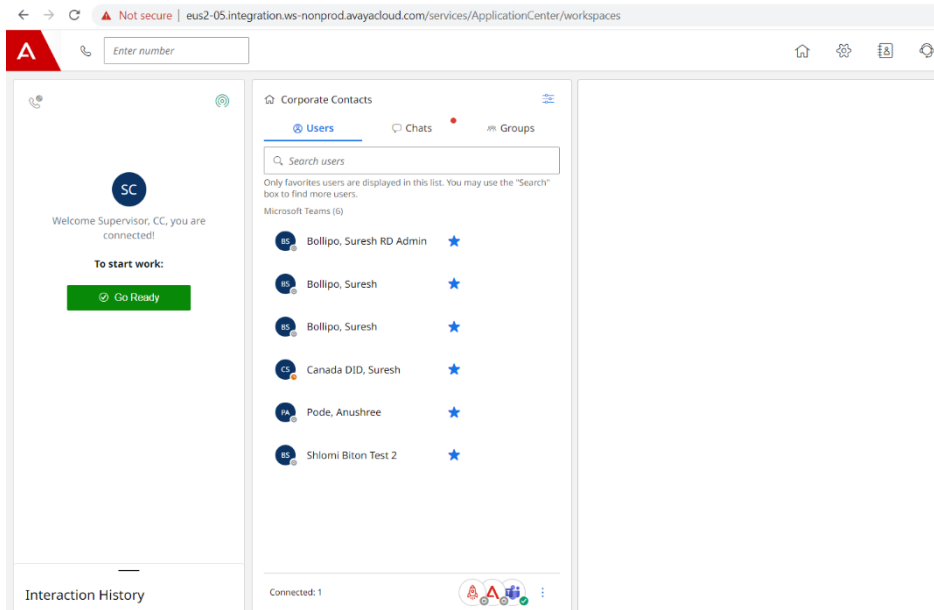 Not secure | eus2-05.integration.ws-nonprod.avayacloud.com/services/ApplicationCenter/workspaces
Enter number
SC
Welcome Supervisor, CC, you are
connected!
To start work:
Go Ready
Interaction History
Corporate Contacts
Users
Chats
Groups
Search users
Only favorites users are displayed in this list. You may use the "Search"
box to find more users.
Microsoft Teams (6)
BS Bollipo, Suresh RD Admin
BS Bollipo, Suresh
BS Bollipo, Suresh
CS Canada DID, Suresh
PA Pode, Anushree
BS Shlomi Biton Test 2
Connected: 1